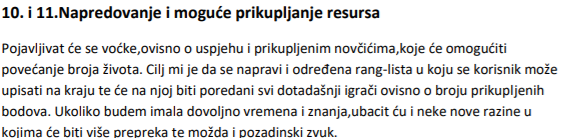 10. i 11.Napredovanje i moguće prikupljanje resursa
Pojavljivat će se voćke,ovisno o uspjehu i prikupljenim novčićima,koje će omogućiti
povećanje broja života. Cilj mi je da se napravi i određena rang-lista u koju se korisnik može
upisati na kraju te će na njoj biti poredani svi dotadašnji igrači ovisno o broju prikupljenih
bodova. Ukoliko budem imala dovoljno vremena i znanja,ubacit ću i neke nove razine u
kojima će biti više prepreka te možda i pozadinski zvuk.